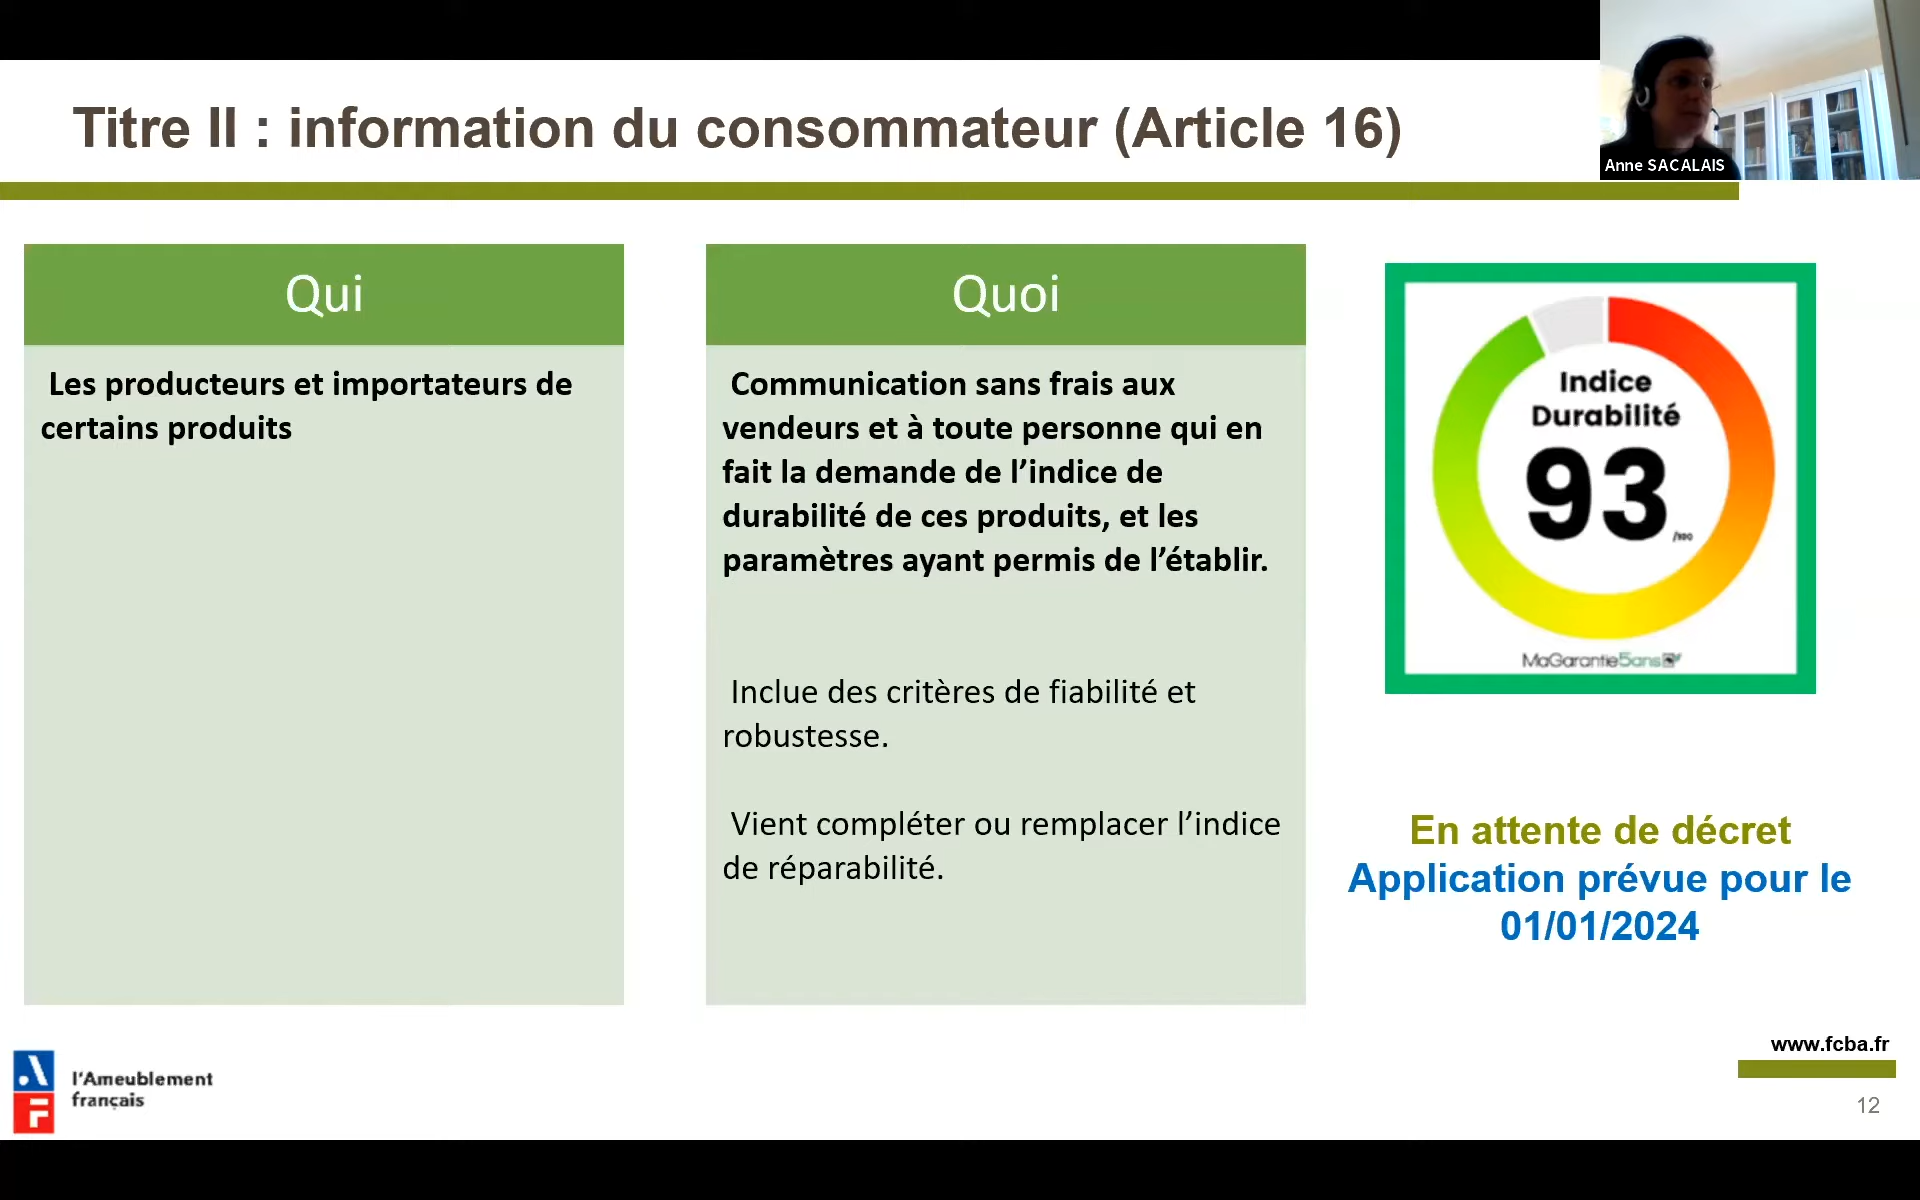 Titre II : information du consommateur (Article 16)
Anne SACALAIS
Qui
Les producteurs et importateurs de
certains produits
Quoi
Communication sans frais aux
vendeurs et à toute personne qui en
fait la demande de l’indice de
durabilité de ces produits, et les
paramètres ayant permis de l’établir.
Inclue des critères de fiabilité et
robustesse.
Vient compléter ou remplacer l’indice
de réparabilité.
Indice
Durabilité
93
/100
MaGarantie5ans
En attente de décret
Application prévue pour le
01/01/2024
l'Ameublement
français
www.fcba.fr
12